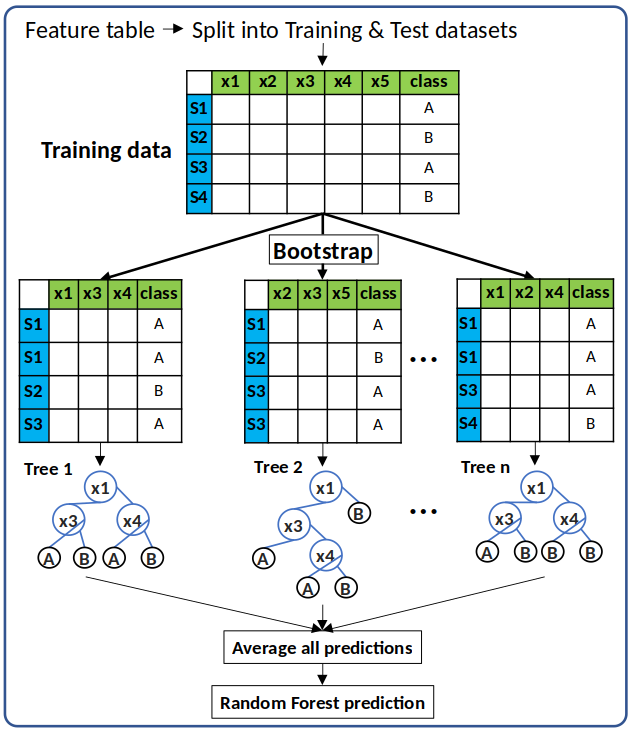 Feature table → Split into Training & Test datasets
x1 x2 x3 x4 x5 class
S1 A
S2 B
S3 A
S4 B
Training data
Bootstrap
x1 x3 x4 class
S1 A
S1 A
S2 B
S3 A
x2 x3 x5 class
S1 A
S2 B
S3 A
S3 A
...
x1 x2 x4 class
S1 A
S1 A
S3 A
S4 B
Tree 1
x1
x3 x4
A B A B
Tree 2
x1
B
x3
A
x4
A B
...
Tree n
x1
x3 x4
A B B B
Average all predictions
Random Forest prediction